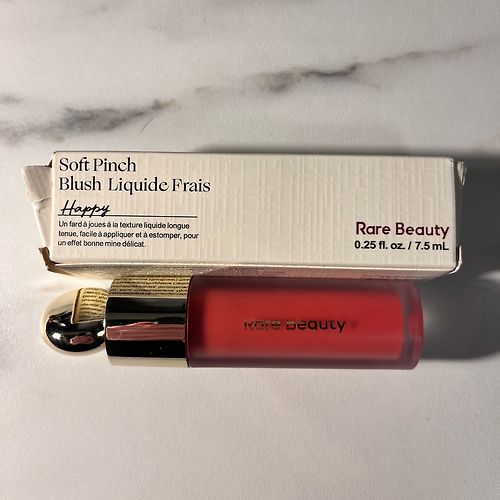 Soft Pinch
Blush Liquide Frais
Happy
Un fard à joues à la texture liquide longue
tenue, facile à appliquer et à estomper, pour
un effet bonne mine délicat.
Rare Beauty
0.25 fl. oz. / 7.5 mL
Rare Beauty